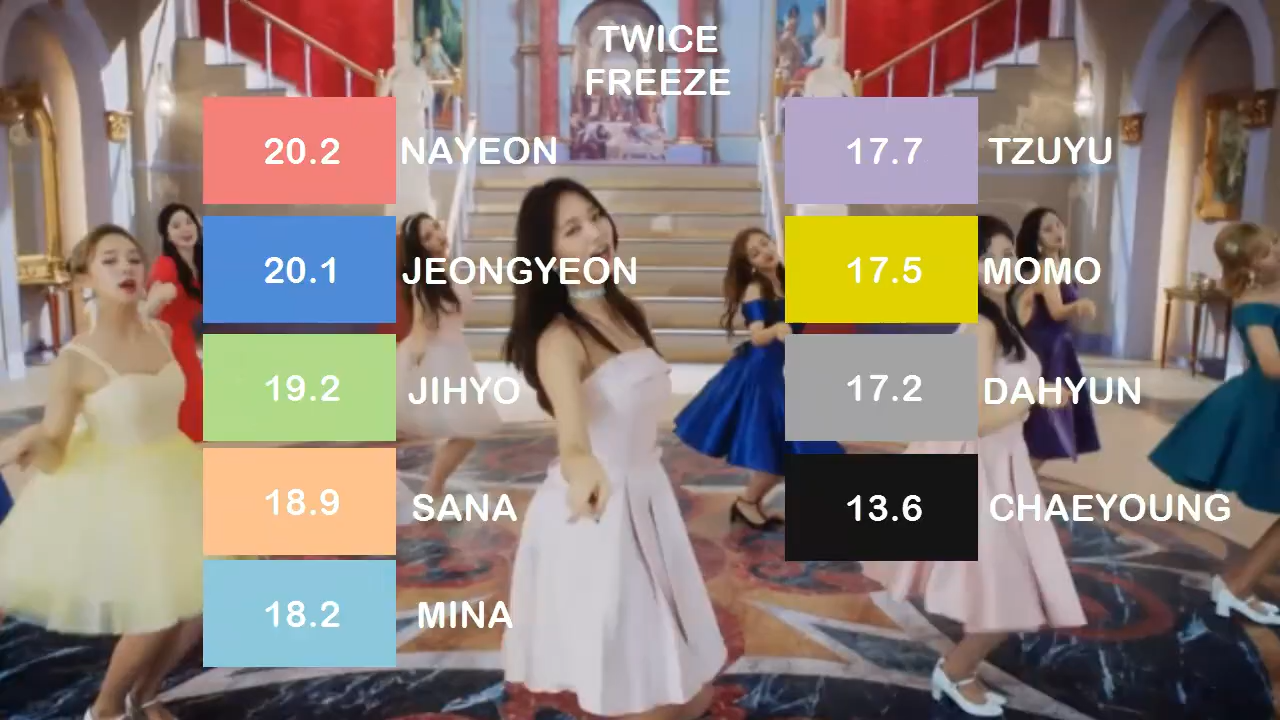 TWICE
FREEZE
20.2 NAYEON
20.1 JEONGYEON
19.2 JIHYO
18.9 SANA
18.2 MINA
17.7 TZUYU
17.5 MOMO
17.2 DAHYUN
13.6 CHAEYOUNG